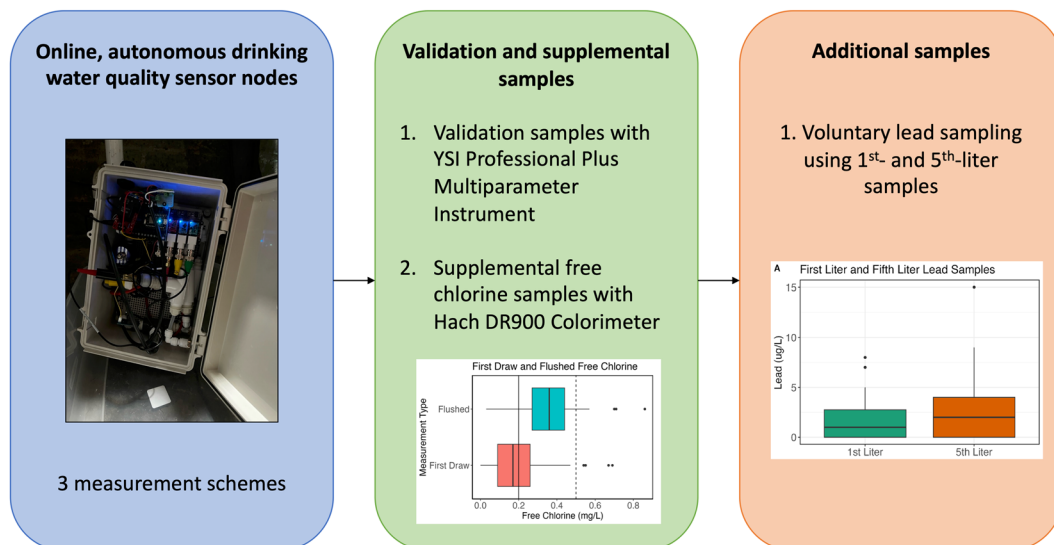 Online, autonomous drinking
water quality sensor nodes
3 measurement schemes
Validation and supplemental
samples
1. Validation samples with
YSI Professional Plus
Multiparameter
Instrument
2. Supplemental free
chlorine samples with
Hach DR900 Colorimeter
First Draw and Flushed Free Chlorine
Measurement Type
Flushed
First Draw
0.0 0.2 0.4 0.6 0.8
Free Chlorine (mg/L)
Additional samples
1. Voluntary lead sampling
using 1st- and 5th-liter
samples
A First Liter and Fifth Liter Lead Samples
Lead (ug/L)
15
10
5
0
1st Liter 5th Liter